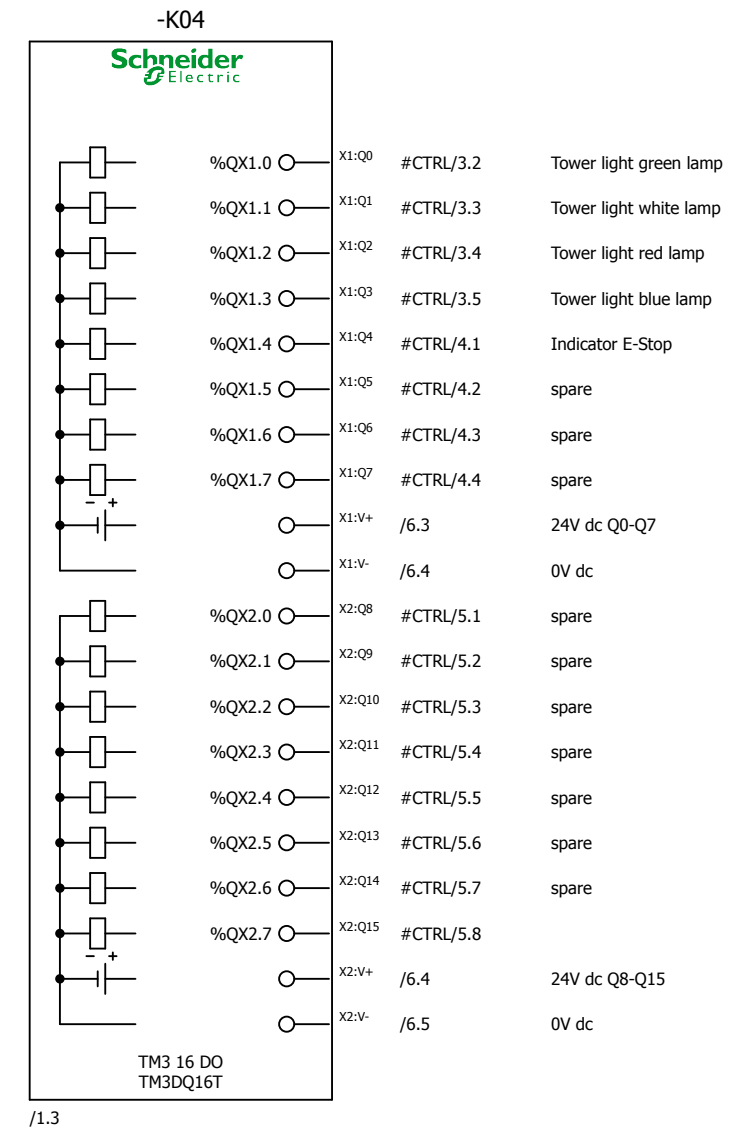 -K04
Schneider
Electric
%QX1.0 X1:Q0 #CTRL/3.2 Tower light green lamp
%QX1.1 X1:Q1 #CTRL/3.3 Tower light white lamp
%QX1.2 X1:Q2 #CTRL/3.4 Tower light red lamp
%QX1.3 X1:Q3 #CTRL/3.5 Tower light blue lamp
%QX1.4 X1:Q4 #CTRL/4.1 Indicator E-Stop
%QX1.5 X1:Q5 #CTRL/4.2 spare
%QX1.6 X1:Q6 #CTRL/4.3 spare
%QX1.7 X1:Q7 #CTRL/4.4 spare
− +
X1:V+ /6.3 24V dc Q0-Q7
X1:V- /6.4 0V dc
%QX2.0 X2:Q8 #CTRL/5.1 spare
%QX2.1 X2:Q9 #CTRL/5.2 spare
%QX2.2 X2:Q10 #CTRL/5.3 spare
%QX2.3 X2:Q11 #CTRL/5.4 spare
%QX2.4 X2:Q12 #CTRL/5.5 spare
%QX2.5 X2:Q13 #CTRL/5.6 spare
%QX2.6 X2:Q14 #CTRL/5.7 spare
%QX2.7 X2:Q15 #CTRL/5.8
− +
X2:V+ /6.4 24V dc Q8-Q15
X2:V- /6.5 0V dc
TM3 16 DO
TM3DQ16T
/1.3